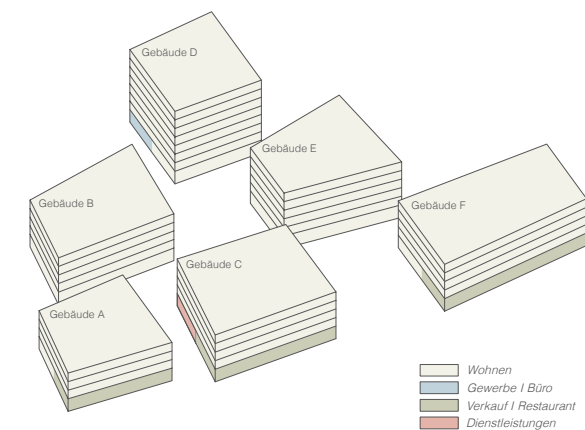 Gebäude D
Gebäude E
Gebäude B
Gebäude F
Gebäude C
Gebäude A
Wohnen
Gewerbe I Büro
Verkauf I Restaurant
Dienstleistungen